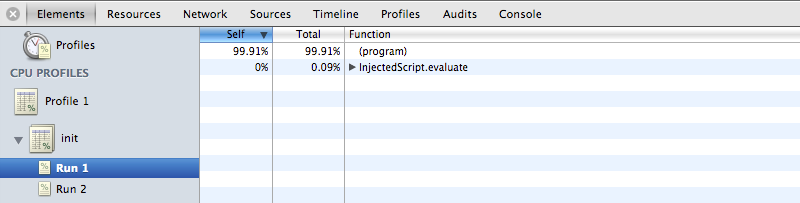 Elements Resources Network Sources Timeline Profiles Audits Console
Profiles
CPU PROFILES
Profile 1
init
Run 1
Run 2
Self Total Function
99.91% 99.91% (program)
0% 0.09% InjectedScript.evaluate